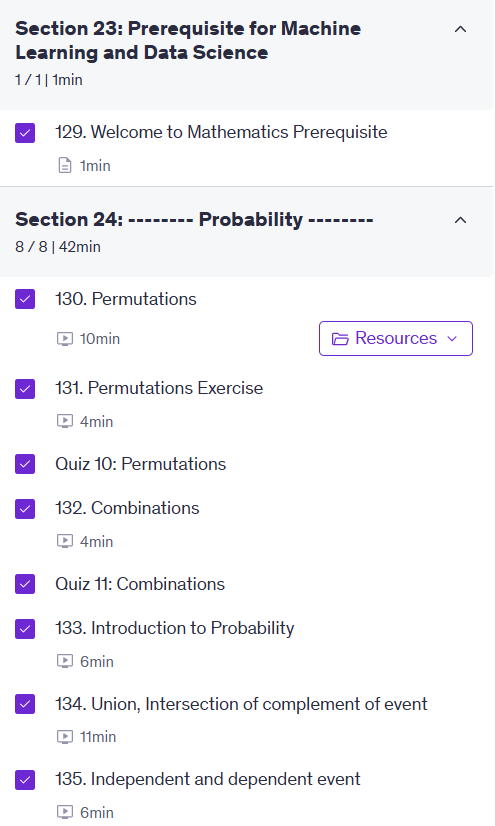 Section 23: Prerequisite for Machine
Learning and Data Science
1 / 1 | 1min
129. Welcome to Mathematics Prerequisite
1min
Section 24: -------- Probability --------
8 / 8 | 42min
130. Permutations
10min
Resources
131. Permutations Exercise
4min
Quiz 10: Permutations
132. Combinations
4min
Quiz 11: Combinations
133. Introduction to Probability
6min
134. Union, Intersection of complement of event
11min
135. Independent and dependent event
6min